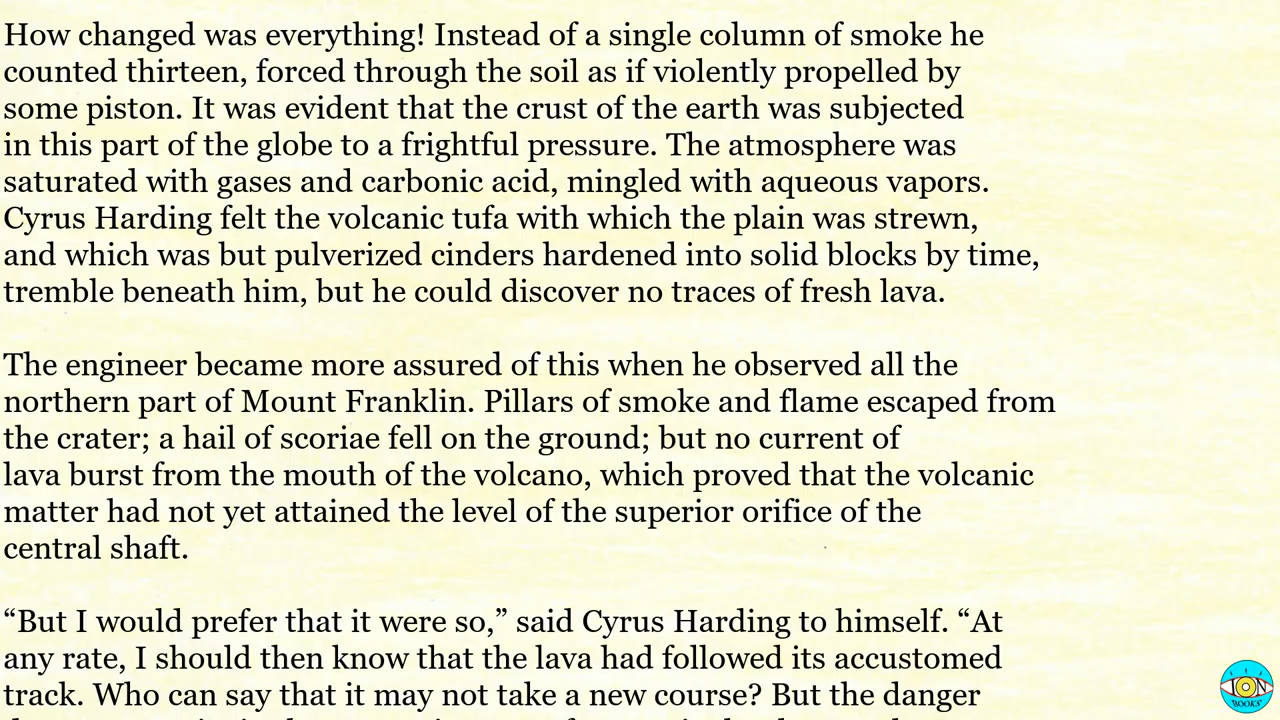 How changed was everything! Instead of a single column of smoke he
counted thirteen, forced through the soil as if violently propelled by
some piston. It was evident that the crust of the earth was subjected
in this part of the globe to a frightful pressure. The atmosphere was
saturated with gases and carbonic acid, mingled with aqueous vapors.
Cyrus Harding felt the volcanic tufa with which the plain was strewn,
and which was but pulverized cinders hardened into solid blocks by time,
tremble beneath him, but he could discover no traces of fresh lava.
The engineer became more assured of this when he observed all the
northern part of Mount Franklin. Pillars of smoke and flame escaped from
the crater; a hail of scoriae fell on the ground; but no current of
lava burst from the mouth of the volcano, which proved that the volcanic
matter had not yet attained the level of the superior orifice of the
central shaft.
“But I would prefer that it were so,” said Cyrus Harding to himself. “At
any rate, I should then know that the lava had followed its accustomed
track. Who can say that it may not take a new course? But the danger
ION
BOOKS